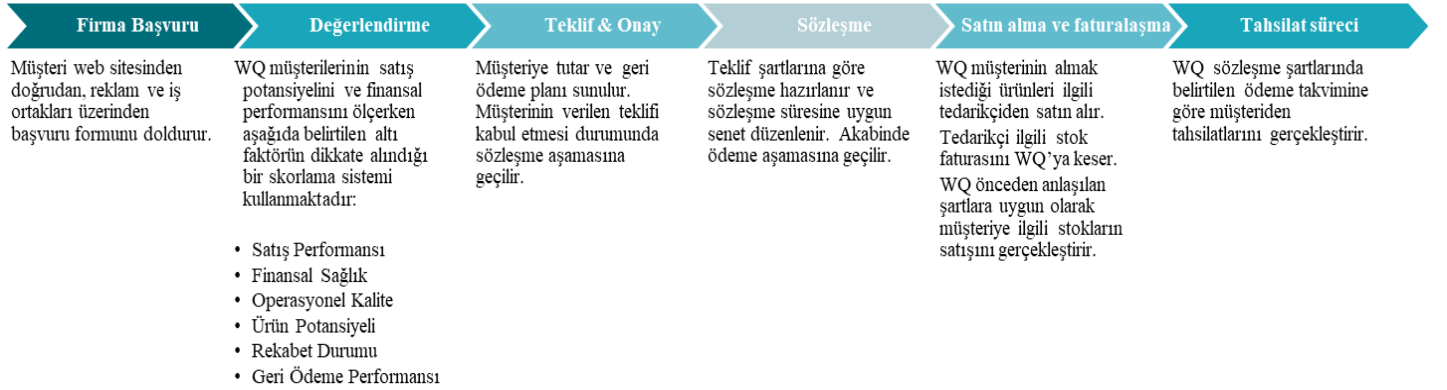 Firma Başvuru
Müşteri web sitesinden
doğrudan, reklam ve iş
ortakları üzerinden
başvuru formunu doldurur.
Değerlendirme
WQ müşterilerinin satış
potansiyelini ve finansal
performansını ölçerken
aşağıda belirtilen altı
faktörün dikkate alındığı
bir skorlama sistemi
kullanmaktadır:
• Satış Performansı
• Finansal Sağlık
• Operasyonel Kalite
• Ürün Potansiyeli
• Rekabet Durumu
• Geri Ödeme Performansı
Teklif & Onay
Müşteriye tutar ve geri
ödeme planı sunulur.
Müşterinin verilen teklifi
kabul etmesi durumunda
sözleşme aşamasına
geçilir.
Sözleşme
Teklif şartlarına göre
sözleşme hazırlanır ve
sözleşme süresine uygun
senet düzenlenir. Akabinde
ödeme aşamasına geçilir.
Satın alma ve faturalaşma
WQ müşterinin almak
istediği ürünleri ilgili
tedarikçiden satın alır.
Tedarikçi ilgili stok
faturasını WQ’ya keser.
WQ önceden anlaşılan
şartlara uygun olarak
müşteriye ilgili stokların
satışını gerçekleştirir.
Tahsilat süreci
WQ sözleşme şartlarında
belirtilen ödeme takvimine
göre müşteriden
tahsilatlarını gerçekleştirir.